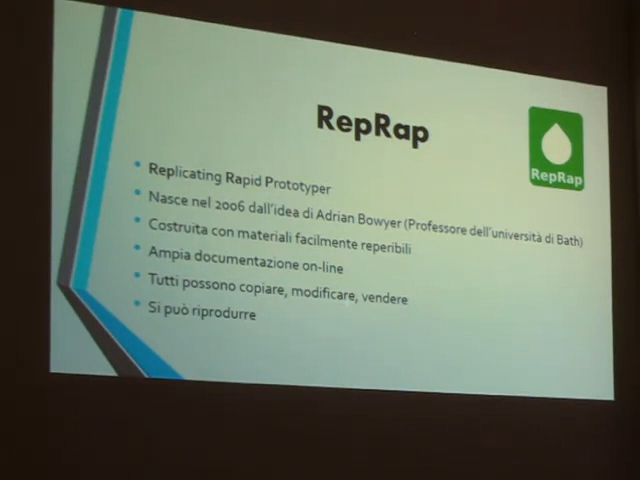 RepRap
RepRap
Replicating Rapid Prototyper
Nasce nel 2006 dall'idea di Adrian Bowyer (Professore dell'università di Bath)
Costruita con materiali facilmente reperibili
Ampia documentazione on-line
Tutti possono copiare, modificare, vendere
Si può riprodurre